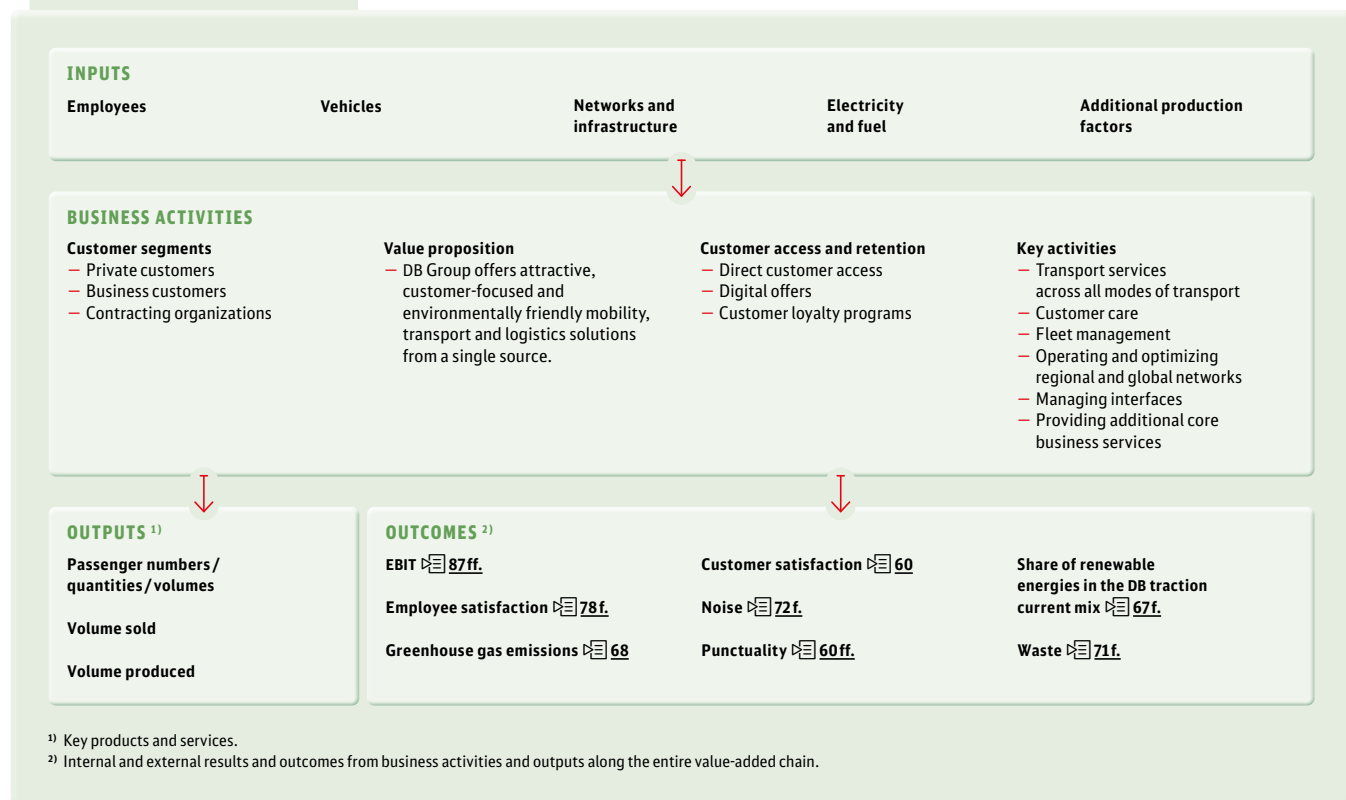 INPUTS
Employees
Vehicles
Networks and
infrastructure
Electricity
and fuel
Additional production
factors
BUSINESS ACTIVITIES
Customer segments
— Private customers
— Business customers
— Contracting organizations
Value proposition
— DB Group offers attractive,
customer-focused and
environmentally friendly mobility,
transport and logistics solutions
from a single source.
Customer access and retention
— Direct customer access
— Digital offers
— Customer loyalty programs
Key activities
— Transport services
across all modes of transport
— Customer care
— Fleet management
— Operating and optimizing
regional and global networks
— Managing interfaces
— Providing additional core
business services
OUTPUTS 1)
Passenger numbers /
quantities / volumes
Volume sold
Volume produced
OUTCOMES 2)
EBIT 87 ff.
Employee satisfaction 78 f.
Greenhouse gas emissions 68
Customer satisfaction 60
Noise 72 f.
Punctuality 60 ff.
Share of renewable
energies in the DB traction
current mix 67 f.
Waste 71 f.
1) Key products and services.
2) Internal and external results and outcomes from business activities and outputs along the entire value-added chain.